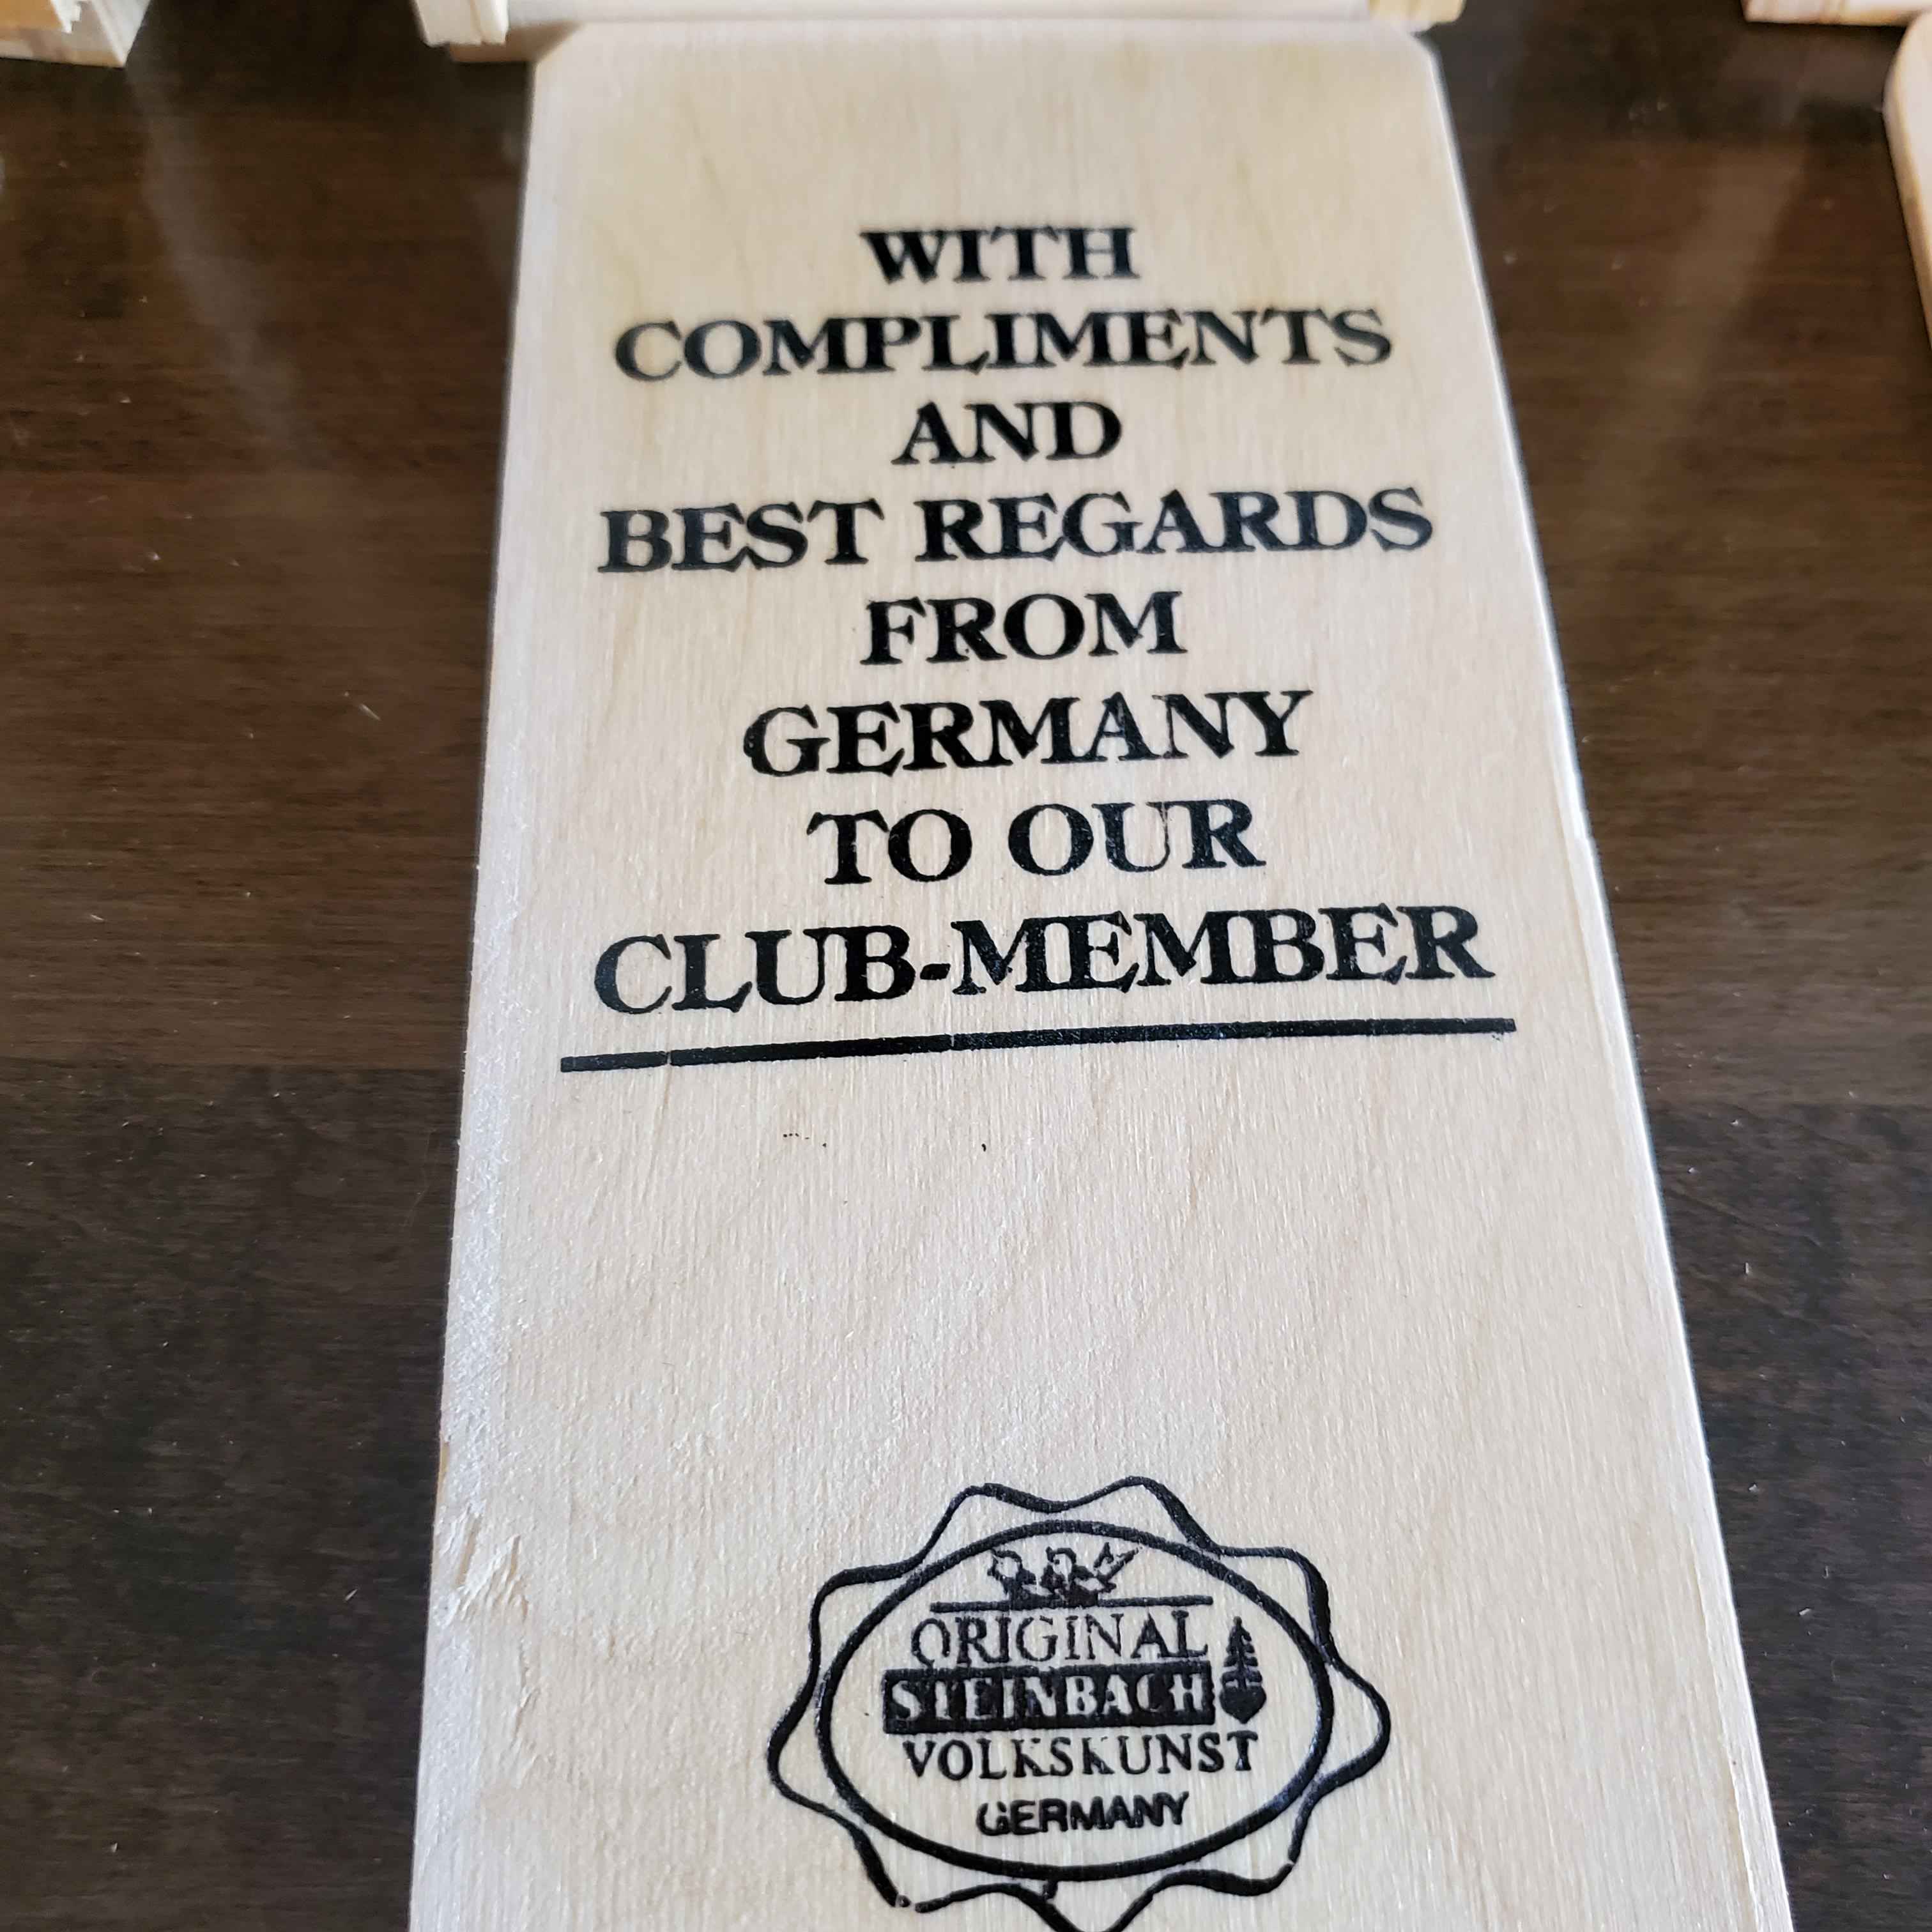 WITH
COMPLIMENTS
AND
BEST REGARDS
FROM
GERMANY
TO OUR
CLUB-MEMBER
ORIGINAL
STEINBACH
VOLKSKUNST
GERMANY